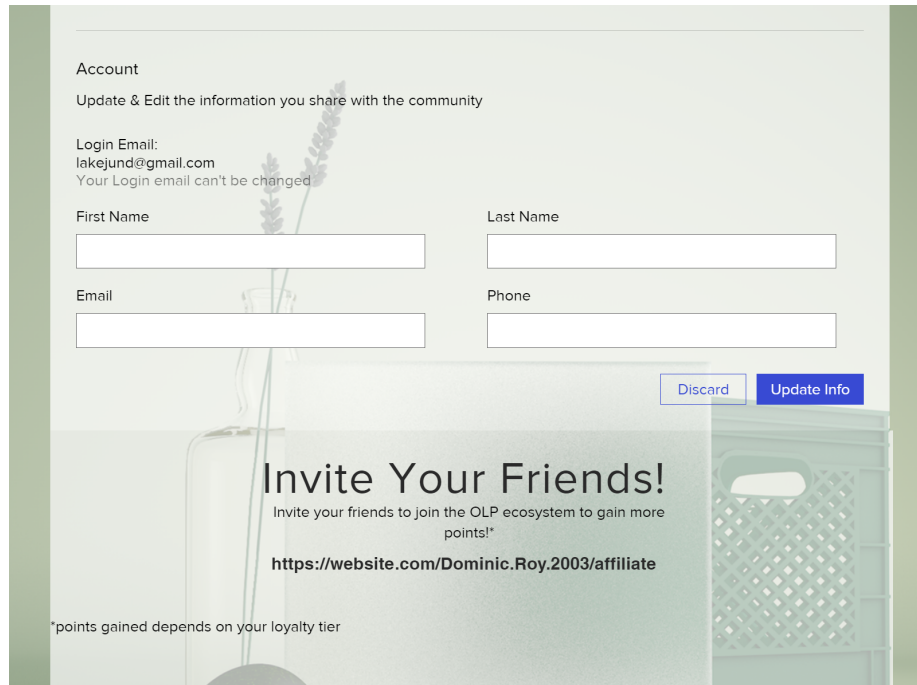 Account
Update & Edit the information you share with the community
Login Email:
lakejund@gmail.com
Your Login email can't be changed
First Name
Last Name
Email
Phone
Discard
Update Info
Invite Your Friends!
Invite your friends to join the OLP ecosystem to gain more
points!*
https://website.com/Dominic.Roy.2003/affiliate
*points gained depends on your loyalty tier